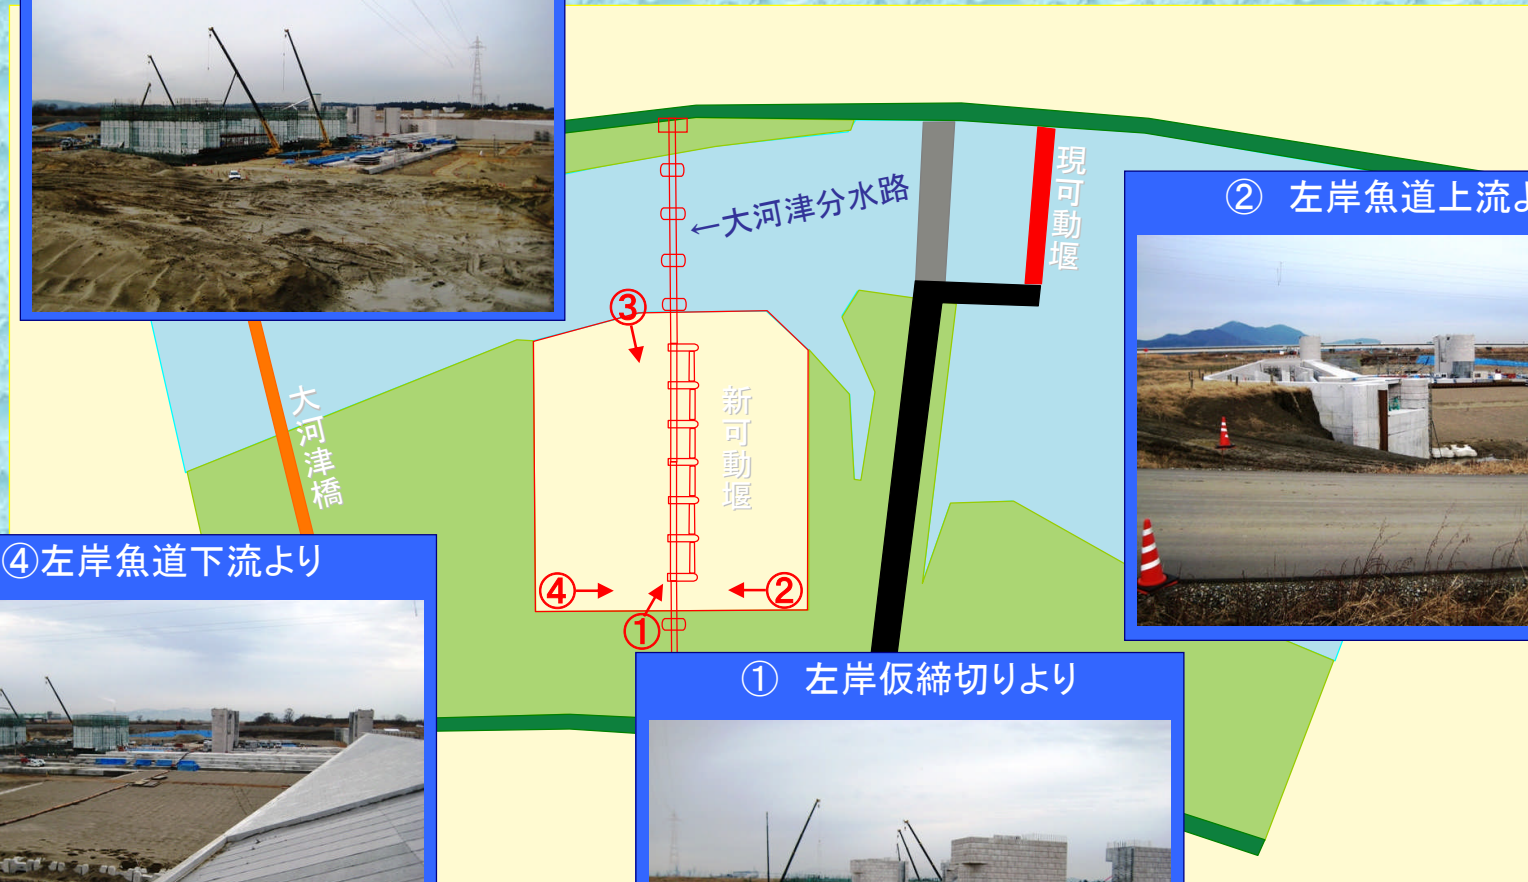 ←大河津分水路
現可動堰
② 左岸魚道上流よ
③
大河津橋
新可動堰
④左岸魚道下流より
④
②
①
① 左岸仮締切りより